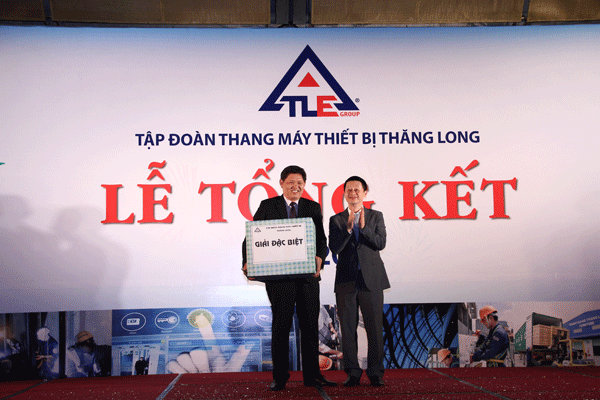 TLE
GROUP
®
TẬP ĐOÀN THANG MÁY THIẾT BỊ THĂNG LONG
LỄ TỔNG KẾT
GIẢI ĐẶC BIỆT